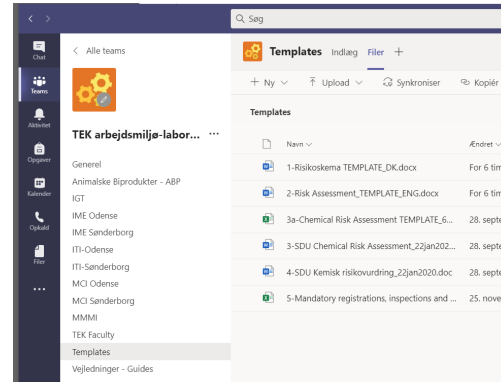 Søg
Chat
Teams
Aktivitet
Opgaver
Kalender
Opkald
Filer
Alle teams
TEK arbejdsmiljø-labor... ...
Generel
Animalske Biprodukter - ABP
IGT
IME Odense
IME Sønderborg
ITI-Odense
ITI-Sønderborg
MCI Odense
MCI Sønderborg
MMMI
TEK Faculty
Templates
Vejledninger - Guides
Templates Indlæg Filer +
+ Ny Upload Synkroniser Kopiér
Templates
Navn Ændret
1-Risikoskema TEMPLATE_DK.docx For 6 tim
2-Risk Assessment_TEMPLATE_ENG.docx For 6 tim
3a-Chemical Risk Assessment TEMPLATE_6... 28. septe
3-SDU Chemical Risk Assessment_22jan202... 28. septe
4-SDU Kemisk risikovurdring_22jan2020.doc 28. septe
5-Mandatory registrations, inspections and ... 25. nove